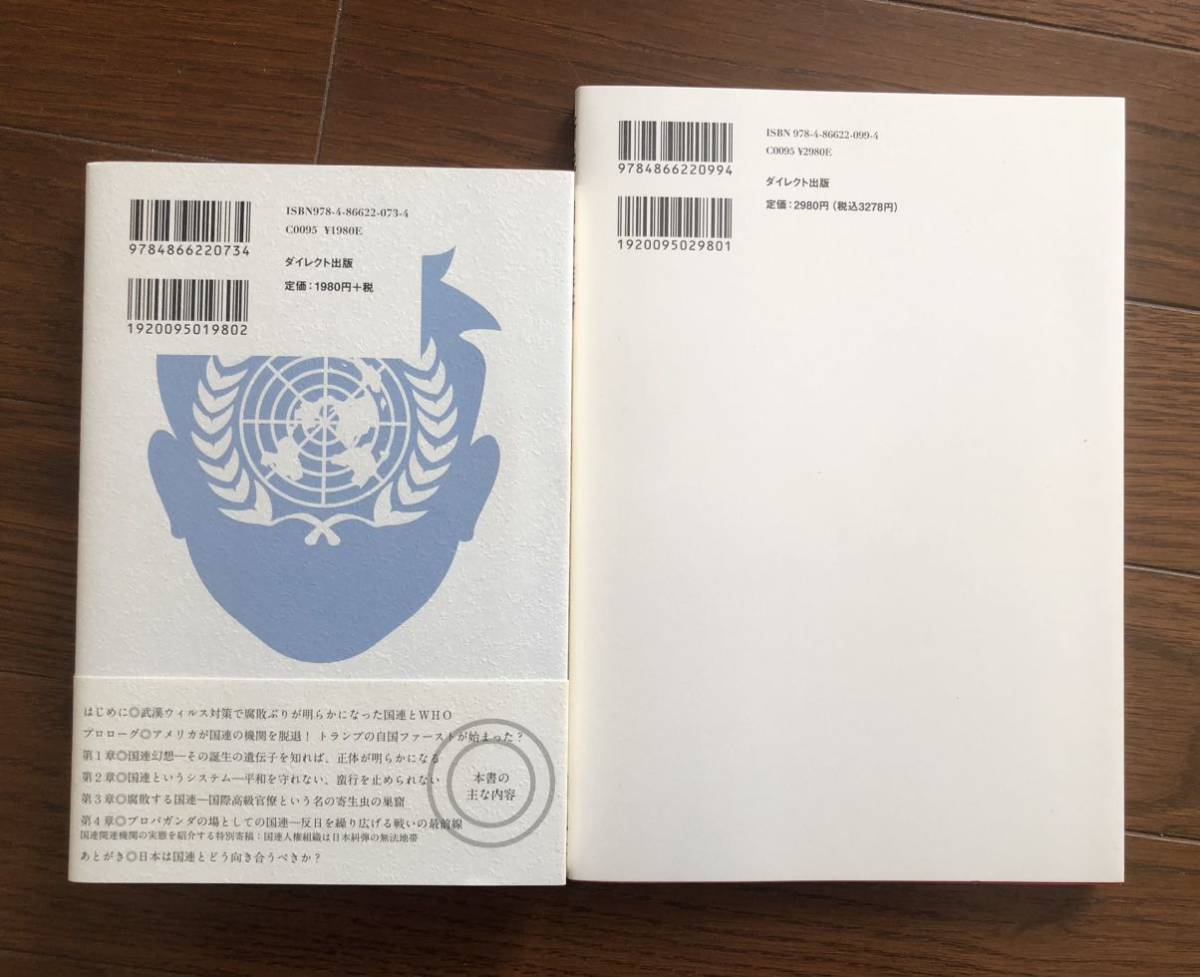 ISBN978-4-86622-073-4
C0095 ¥1980E
9784866220734
ダイレクト出版
定価：1980円＋税
1920095019802
はじめに◎武漢ウィルス対策で腐敗ぶりが明らかになった国連とWHO
プロローグ◎アメリカが国連の機関を脱退！ トランプの自国ファーストが始まった？
第1章◎国連幻想―その誕生の遺伝子を知れば、正体が明らかになる
第2章◎国連というシステム―平和を守れない、蛮行を止められない
第3章◎腐敗する国連―国際高級官僚という名の寄生虫の巣窟
第4章◎プロパガンダの場としての国連―反日を繰り広げる戦いの最前線
国連関連機関の実態を紹介する特別寄稿：国連人権組織は日本糾弾の無法地帯
あとがき◎日本は国連とどう向き合うべきか？
本書の
主な内容
ISBN 978-4-86622-099-4
C0095 ¥2980E
9784866220994
ダイレクト出版
定価：2980円（税込3278円）
1920095029801